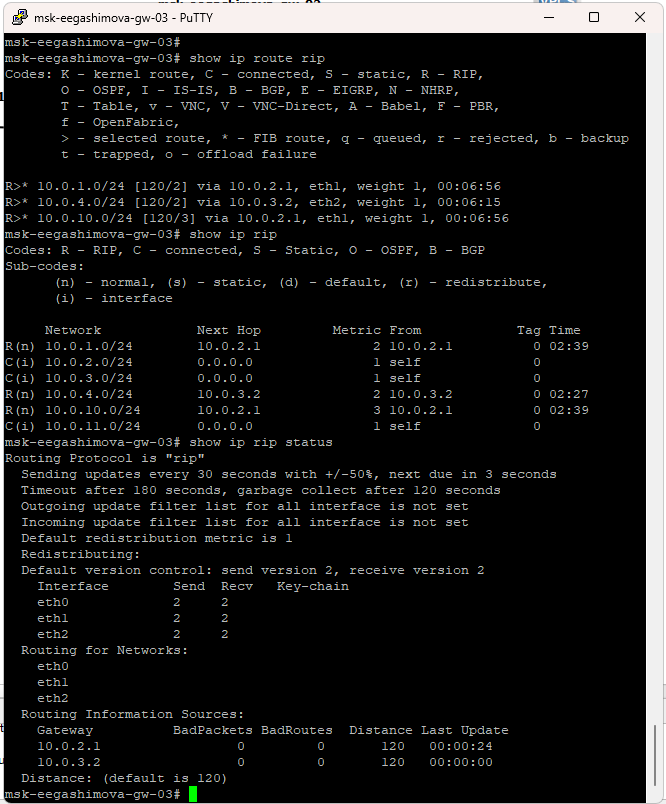 msk-eegashimova-gw-03 - PuTTY
msk-eegashimova-gw-03#
msk-eegashimova-gw-03# show ip route rip
Codes: K - kernel route, C - connected, S - static, R - RIP,
       O - OSPF, I - IS-IS, B - BGP, E - EIGRP, N - NHRP,
       T - Table, v - VNC, V - VNC-Direct, A - Babel, F - PBR,
       f - OpenFabric,
       > - selected route, * - FIB route, q - queued, r - rejected, b - backup
       t - trapped, o - offload failure

R>* 10.0.1.0/24 [120/2] via 10.0.2.1, eth1, weight 1, 00:06:56
R>* 10.0.4.0/24 [120/2] via 10.0.3.2, eth2, weight 1, 00:06:15
R>* 10.0.10.0/24 [120/3] via 10.0.2.1, eth1, weight 1, 00:06:56
msk-eegashimova-gw-03# show ip rip
Codes: R - RIP, C - connected, S - Static, O - OSPF, B - BGP
Sub-codes:
      (n) - normal, (s) - static, (d) - default, (r) - redistribute,
      (i) - interface

     Network            Next Hop         Metric From            Tag Time
R(n) 10.0.1.0/24        10.0.2.1              2 10.0.2.1          0 02:39
C(i) 10.0.2.0/24        0.0.0.0               1 self              0
C(i) 10.0.3.0/24        0.0.0.0               1 self              0
R(n) 10.0.4.0/24        10.0.3.2              2 10.0.3.2          0 02:27
R(n) 10.0.10.0/24       10.0.2.1              3 10.0.2.1          0 02:39
C(i) 10.0.11.0/24       0.0.0.0               1 self              0
msk-eegashimova-gw-03# show ip rip status
Routing Protocol is "rip"
  Sending updates every 30 seconds with +/-50%, next due in 3 seconds
  Timeout after 180 seconds, garbage collect after 120 seconds
  Outgoing update filter list for all interface is not set
  Incoming update filter list for all interface is not set
  Default redistribution metric is 1
  Redistributing:
  Default version control: send version 2, receive version 2
    Interface        Send  Recv   Key-chain
    eth0             2     2
    eth1             2     2
    eth2             2     2
  Routing for Networks:
    eth0
    eth1
    eth2
  Routing Information Sources:
    Gateway          BadPackets BadRoutes  Distance Last Update
    10.0.2.1                 0         0       120   00:00:24
    10.0.3.2                 0         0       120   00:00:00
  Distance: (default is 120)
msk-eegashimova-gw-03#